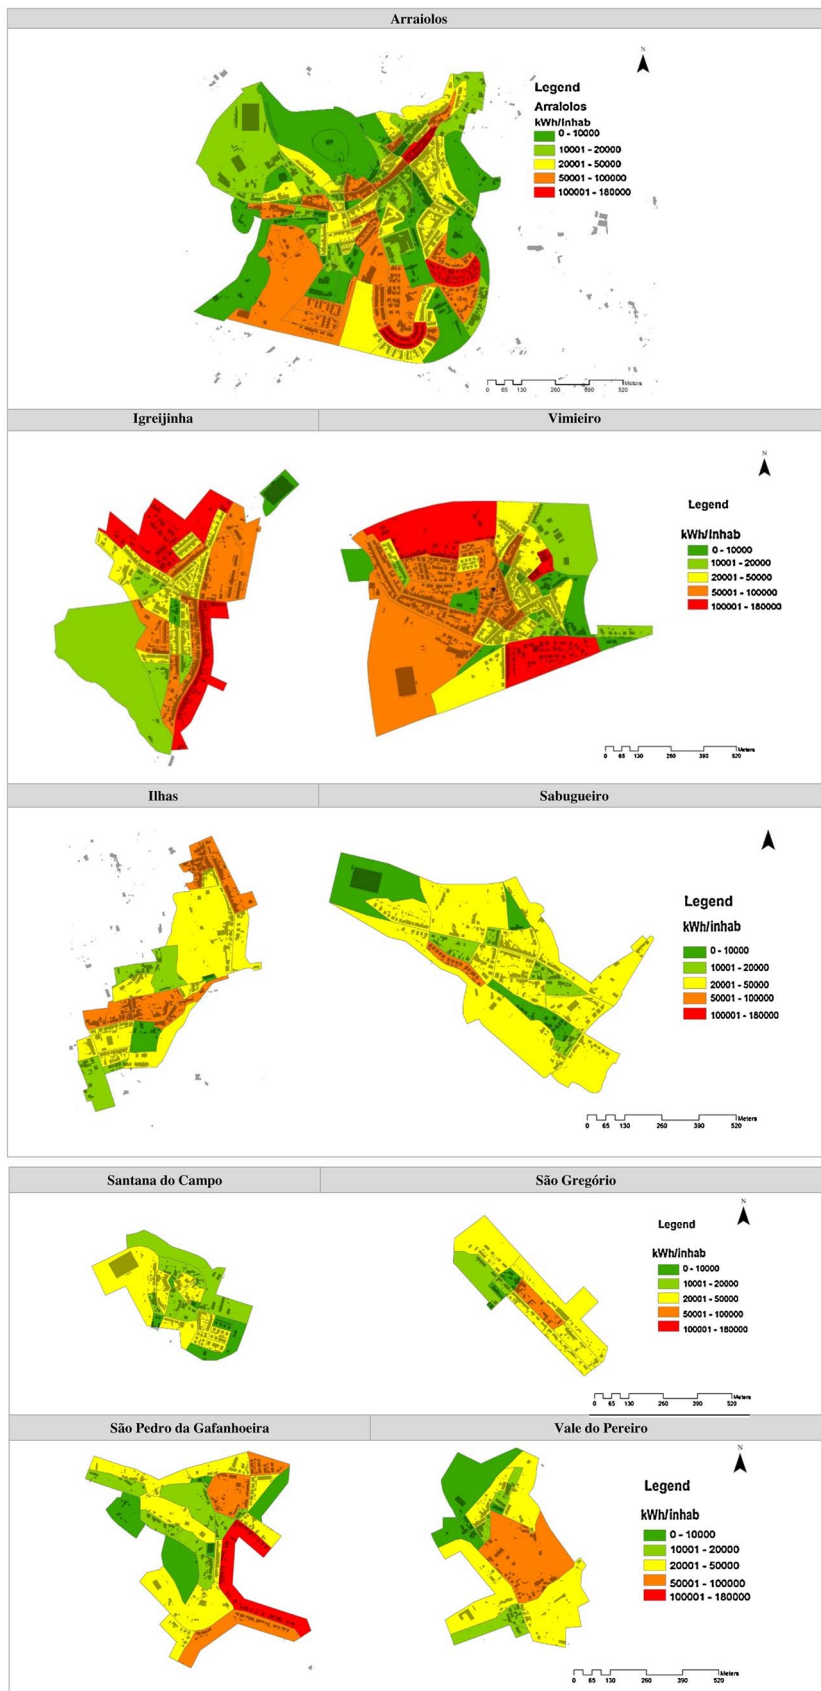 Arraiolos
N
Legend
Arraiolos
kWh/inhab
0 - 10000
10001 - 20000
20001 - 50000
50001 - 100000
100001 - 180000
0 65 130 260 390 520 Meters
Igreijinha Vimieiro
N
Legend
kWh/inhab
0 - 10000
10001 - 20000
20001 - 50000
50001 - 100000
100001 - 180000
0 65 130 260 390 520 Meters
Ilhas Sabugueiro
Legend
kWh/inhab
0 - 10000
10001 - 20000
20001 - 50000
50001 - 100000
100001 - 180000
0 65 130 260 390 520 Meters
Santana do Campo São Gregório
N
Legend
kWh/inhab
0 - 10000
10001 - 20000
20001 - 50000
50001 - 100000
100001 - 180000
0 65 130 260 390 520 Meters
São Pedro da Gafanhoeira Vale do Pereiro
N
Legend
kWh/inhab
0 - 10000
10001 - 20000
20001 - 50000
50001 - 100000
100001 - 180000
0 65 130 260 390 520 Meters